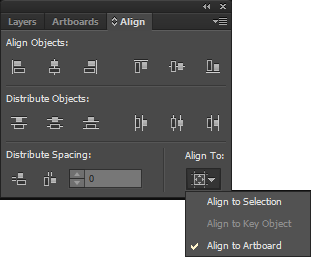 Layers Artboards Align
Align Objects:
Distribute Objects:
Distribute Spacing: Align To:
0
Align to Selection
Align to Key Object
Align to Artboard